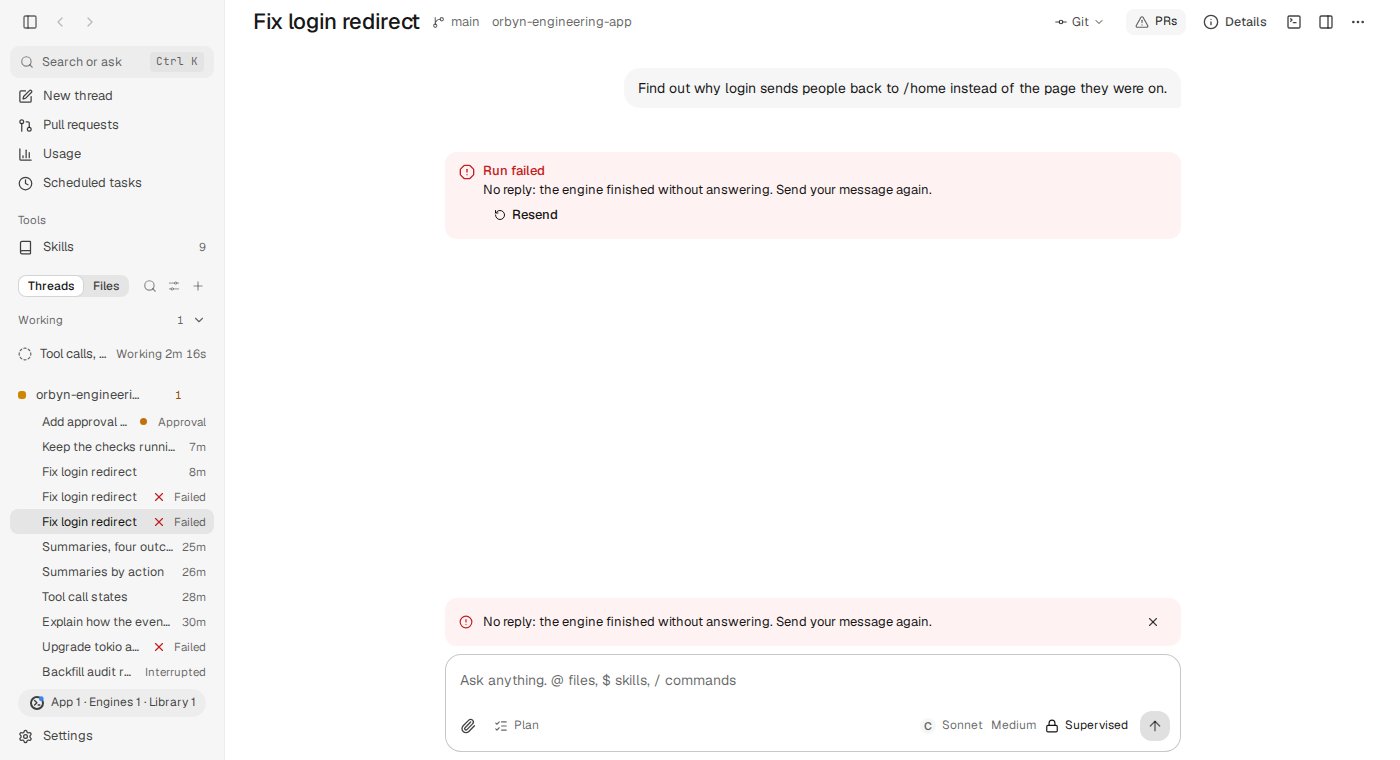 Search or ask Ctrl K
New thread
Pull requests
Usage
Scheduled tasks
Tools
Skills 9
Threads Files
Working 1
Tool calls, ... Working 2m 16s
orbyn-engineeri... 1
Add approval ... Approval
Keep the checks runni... 7m
Fix login redirect 8m
Fix login redirect Failed
Fix login redirect Failed
Summaries, four outc... 25m
Summaries by action 26m
Tool call states 28m
Explain how the even... 30m
Upgrade tokio a... Failed
Backfill audit r... Interrupted
App 1 · Engines 1 · Library 1
Settings
Fix login redirect main orbyn-engineering-app Git PRs Details
Find out why login sends people back to /home instead of the page they were on.
Run failed
No reply: the engine finished without answering. Send your message again.
Resend
No reply: the engine finished without answering. Send your message again.
Ask anything. @ files, $ skills, / commands
Plan C Sonnet Medium Supervised